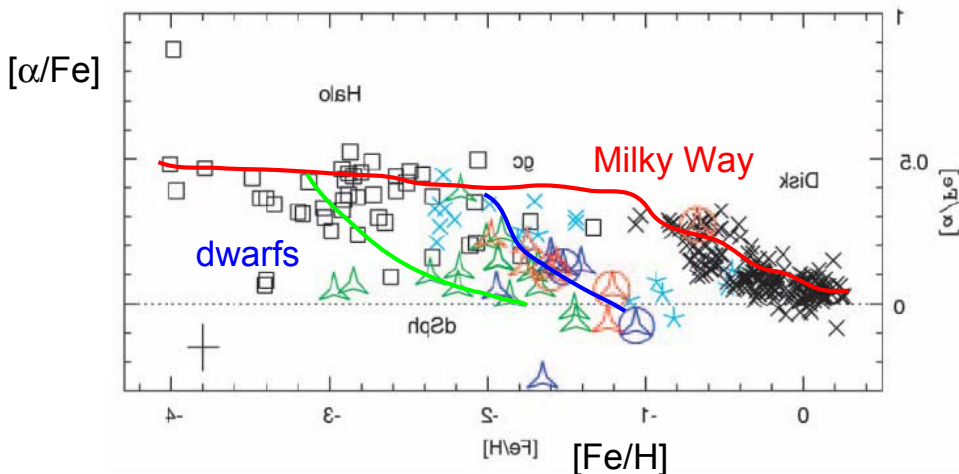 [α/Fe]
1
Halo
gc
Milky Way
0.5
Disk
[α/Fe]
dwarfs
dSph
0
-4
-3
-2
-1
0
[Fe/H]
[Fe/H]